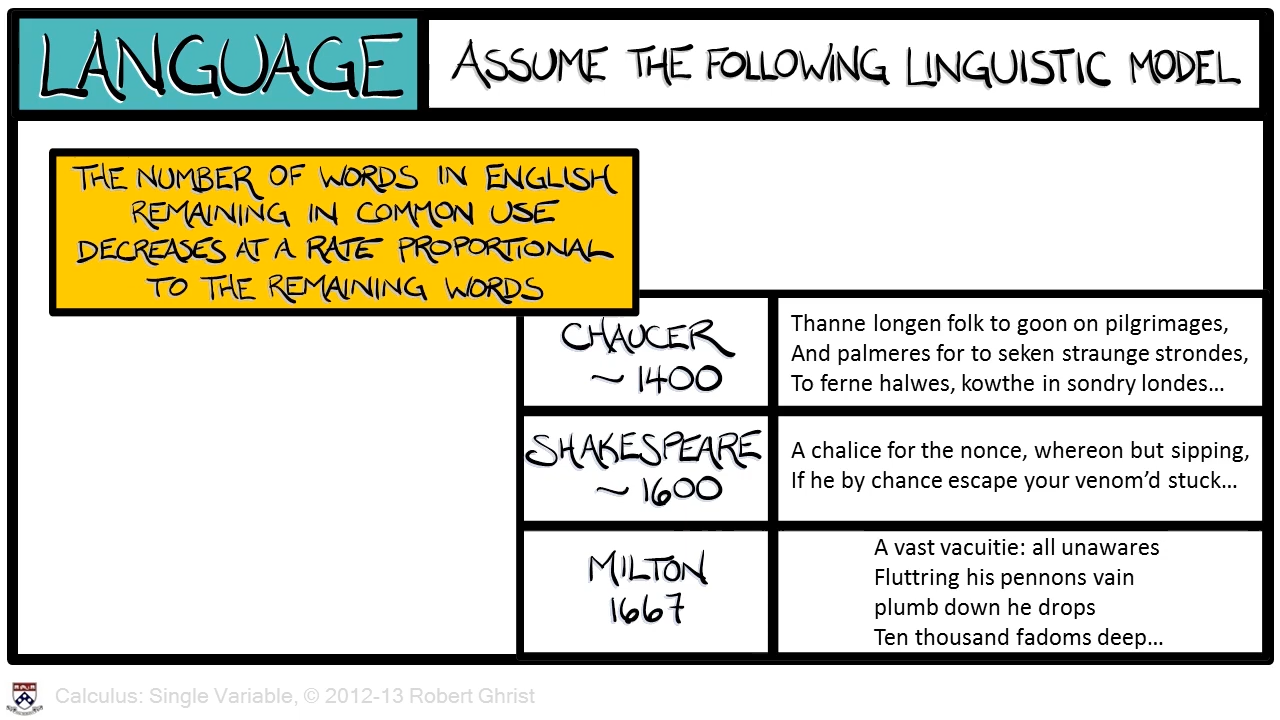 LANGUAGE
ASSUME THE FOLLOWING LINGUISTIC MODEL
THE NUMBER OF WORDS IN ENGLISH
REMAINING IN COMMON USE
DECREASES AT A RATE PROPORTIONAL
TO THE REMAINING WORDS
CHAUCER
~ 1400
Thanne longen folk to goon on pilgrimages,
And palmeres for to seken straunge strondes,
To ferne halwes, kowthe in sondry londes…
SHAKESPEARE
~ 1600
A chalice for the nonce, whereon but sipping,
If he by chance escape your venom’d stuck…
MILTON
1667
A vast vacuitie: all unawares
Fluttring his pennons vain
plumb down he drops
Ten thousand fadoms deep…
Calculus: Single Variable, © 2012-13 Robert Ghrist